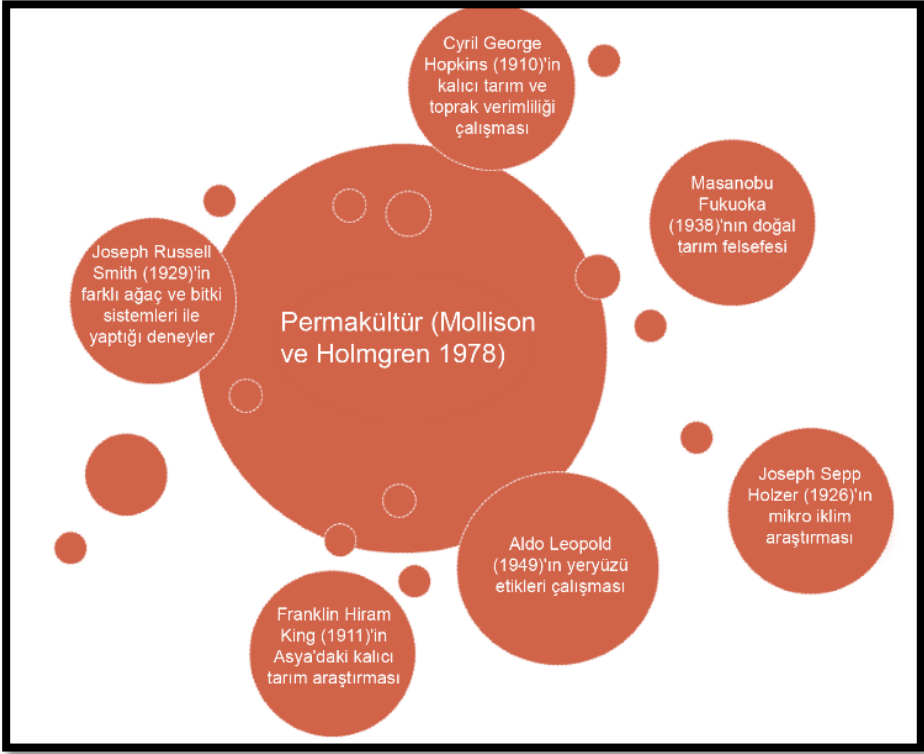 Cyril George
Hopkins (1910)'in
kalıcı tarım ve
toprak verimliliği
çalışması
Masanobu
Fukuoka
(1938)'nın doğal
tarım felsefesi
Joseph Russell
Smith (1929)'in
farklı ağaç ve bitki
sistemleri ile
yaptığı deneyler
Permakültür (Mollison
ve Holmgren 1978)
Joseph Sepp
Holzer (1926)'ın
mikro iklim
araştırması
Aldo Leopold
(1949)'ın yeryüzü
etikleri çalışması
Franklin Hiram
King (1911)'in
Asya'daki kalıcı
tarım araştırması